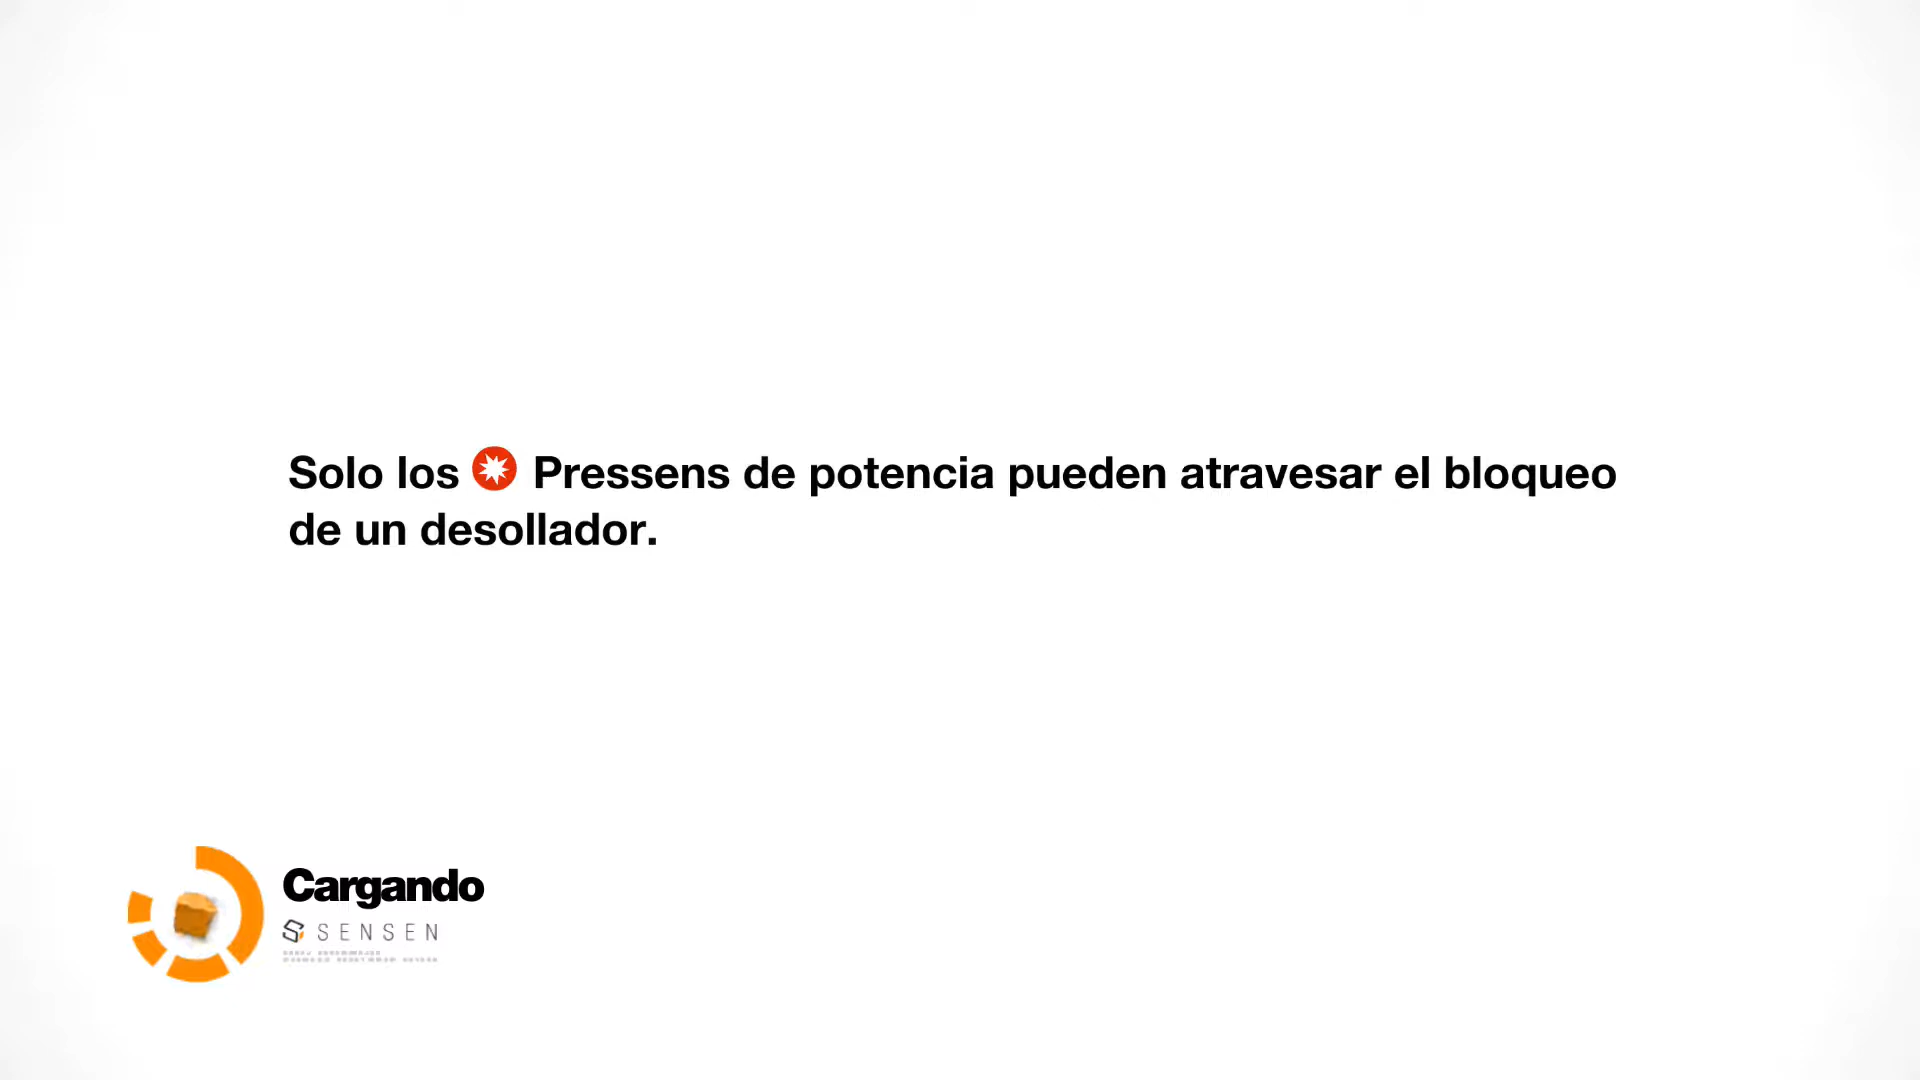 Solo los Pressens de potencia pueden atravesar el bloqueo
de un desollador.
Cargando
SENSEN